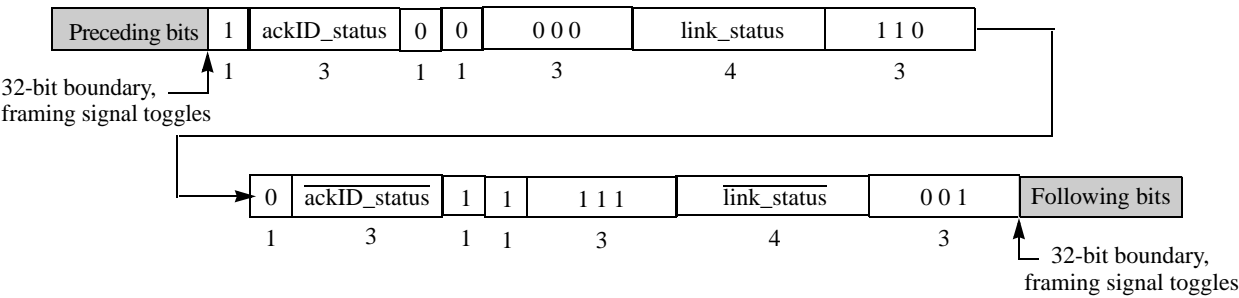 Preceding bits 1 ackID_status 0 0 0 0 0 link_status 1 1 0
1 3 1 1 3 4 3
32-bit boundary,
framing signal toggles
0 ackID_status 1 1 1 1 1 link_status 0 0 1 Following bits
1 3 1 1 3 4 3
32-bit boundary,
framing signal toggles